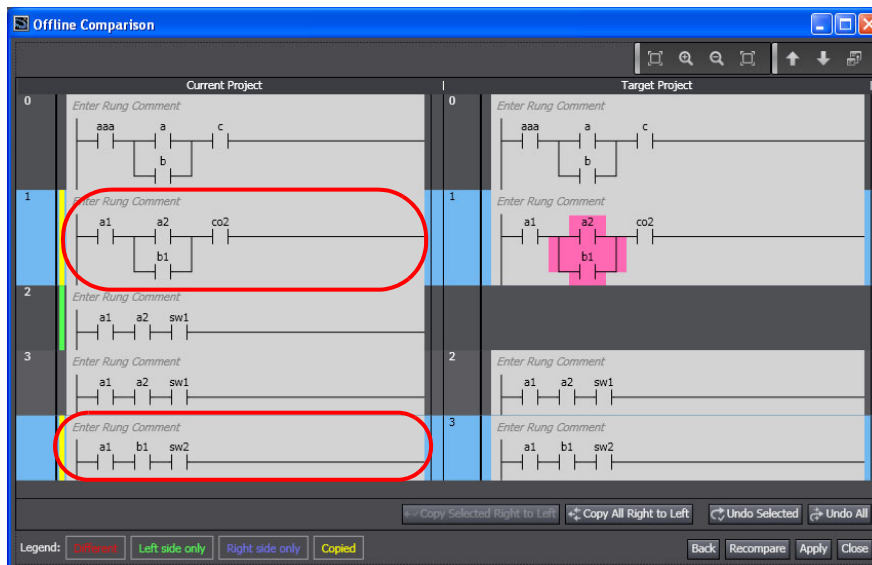 Offline Comparison
Current Project
Target Project
0
Enter Rung Comment
aaa a c
b
0
Enter Rung Comment
aaa a c
b
1
Enter Rung Comment
a1 a2 co2
b1
1
Enter Rung Comment
a1 a2 co2
b1
2
Enter Rung Comment
a1 a2 sw1
3
Enter Rung Comment
a1 a2 sw1
2
Enter Rung Comment
a1 a2 sw1
Enter Rung Comment
a1 b1 sw2
3
Enter Rung Comment
a1 b1 sw2
Copy Selected Right to Left Copy All Right to Left Undo Selected Undo All
Legend: Different Left side only Right side only Copied Back Recompare Apply Close